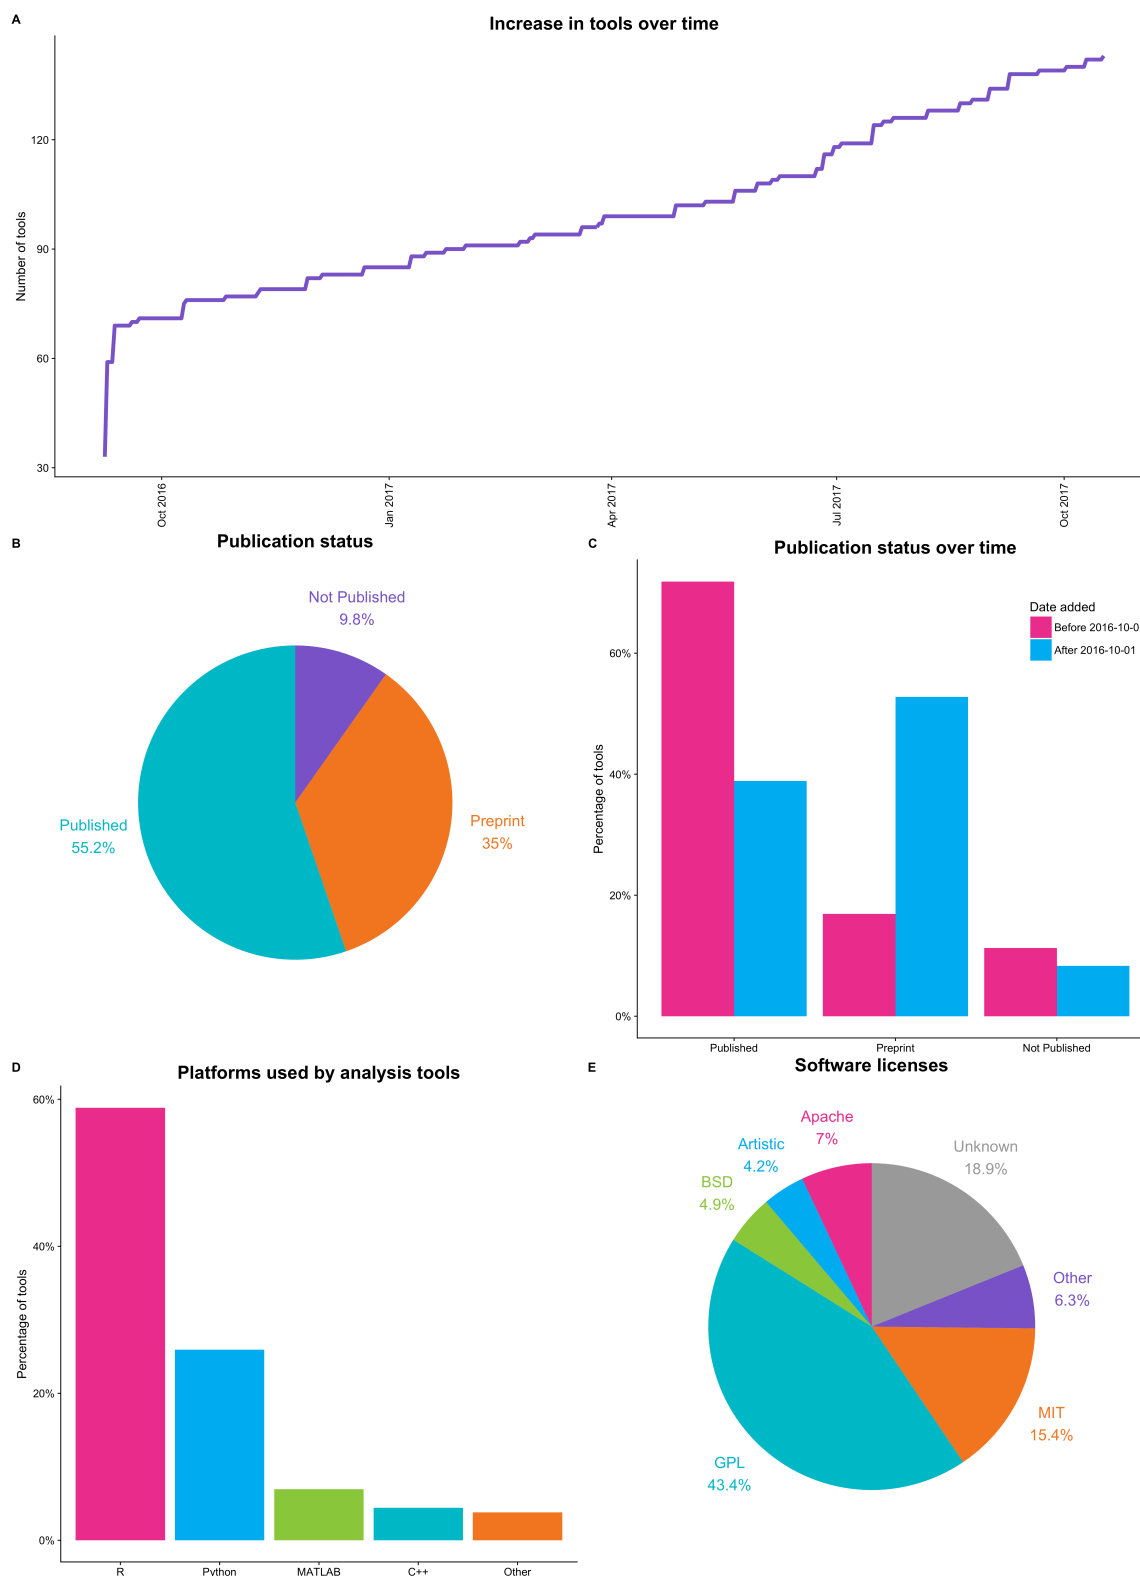 A
Increase in tools over time
Number of tools
120
90
60
30
Oct 2016
Jan 2017
Apr 2017
Jul 2017
Oct 2017
B
Publication status
Not Published
9.8%
Published
55.2%
Preprint
35%
C
Publication status over time
Date added
Before 2016-10-0
After 2016-10-01
Percentage of tools
60%
40%
20%
0%
Published
Preprint
Not Published
D
Platforms used by analysis tools
Percentage of tools
60%
40%
20%
0%
R
Python
MATLAB
C++
Other
E
Software licenses
Apache
7%
Artistic
4.2%
BSD
4.9%
Unknown
18.9%
Other
6.3%
MIT
15.4%
GPL
43.4%